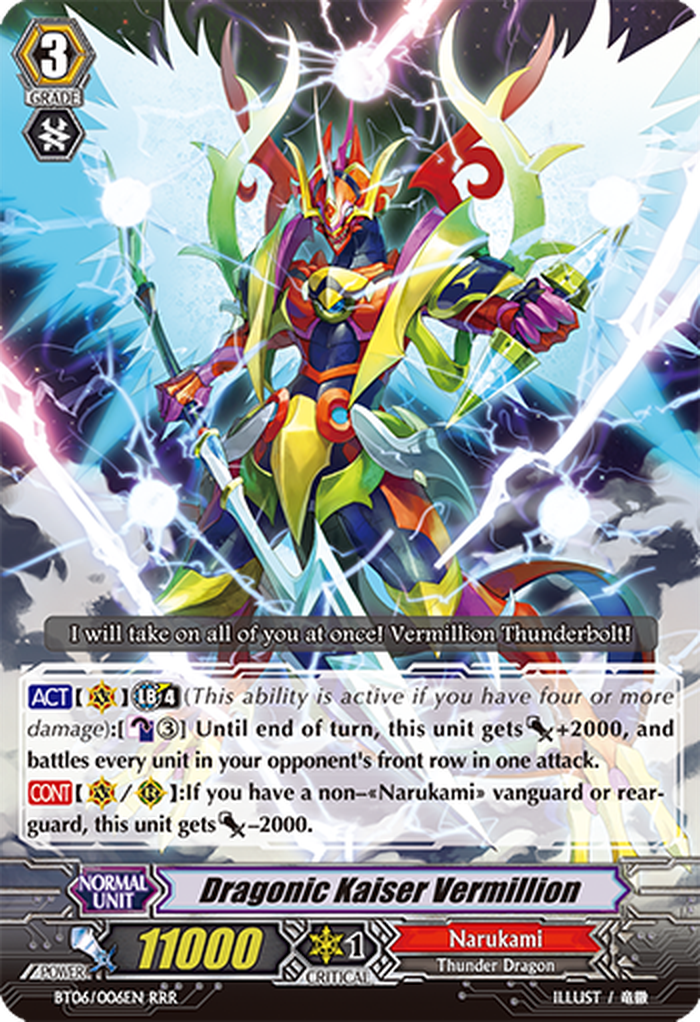 3
GRADE
I will take on all of you at once! Vermillion Thunderbolt!
ACT [ V ] LB 4 (This ability is active if you have four or more
damage):[ ③] Until end of turn, this unit gets +2000, and
battles every unit in your opponent's front row in one attack.
CONT [ V / R ]:If you have a non-«Narukami» vanguard or rear-
guard, this unit gets -2000.
NORMAL
UNIT
Dragonic Kaiser Vermillion
POWER 11000
1
CRITICAL
Narukami
Thunder Dragon
BT06/006EN RRR
ILLUST / 竜徹